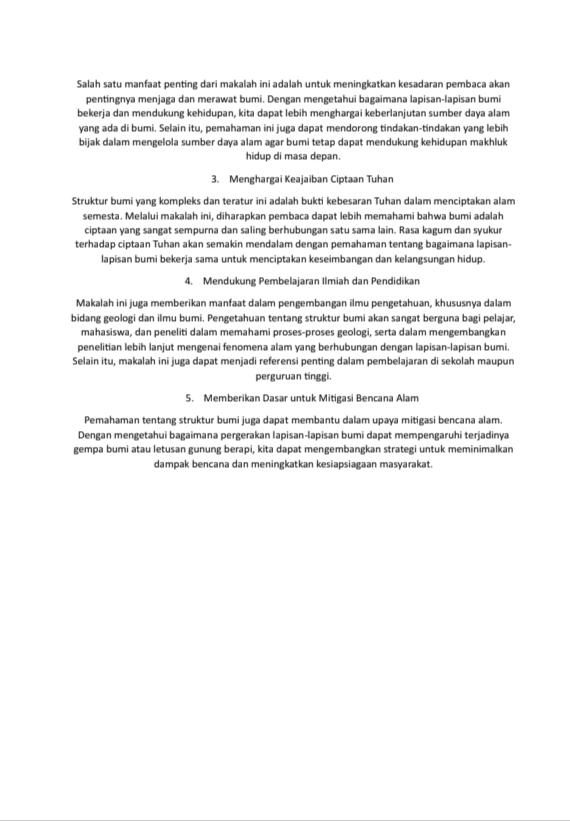 Salah satu manfaat penting dari makalah ini adalah untuk meningkatkan kesadaran pembaca akan
pentingnya menjaga dan merawat bumi. Dengan mengetahui bagaimana lapisan-lapisan bumi
bekerja dan mendukung kehidupan, kita dapat lebih menghargai keberlanjutan sumber daya alam
yang ada di bumi. Selain itu, pemahaman ini juga dapat mendorong tindakan-tindakan yang lebih
bijak dalam mengelola sumber daya alam agar bumi tetap dapat mendukung kehidupan makhluk
hidup di masa depan.
3. Menghargai Keajaiban Ciptaan Tuhan
Struktur bumi yang kompleks dan teratur ini adalah bukti kebesaran Tuhan dalam menciptakan alam
semesta. Melalui makalah ini, diharapkan pembaca dapat lebih memahami bahwa bumi adalah
ciptaan yang sangat sempurna dan saling berhubungan satu sama lain. Rasa kagum dan syukur
terhadap ciptaan Tuhan akan semakin mendalam dengan pemahaman tentang bagaimana lapisan-
lapisan bumi bekerja sama untuk menciptakan keseimbangan dan kelangsungan hidup.
4. Mendukung Pembelajaran Ilmiah dan Pendidikan
Makalah ini juga memberikan manfaat dalam pengembangan ilmu pengetahuan, khususnya dalam
bidang geologi dan ilmu bumi. Pengetahuan tentang struktur bumi akan sangat berguna bagi pelajar,
mahasiswa, dan peneliti dalam memahami proses-proses geologi, serta dalam mengembangkan
penelitian lebih lanjut mengenai fenomena alam yang berhubungan dengan lapisan-lapisan bumi.
Selain itu, makalah ini juga dapat menjadi referensi penting dalam pembelajaran di sekolah maupun
perguruan tinggi.
5. Memberikan Dasar untuk Mitigasi Bencana Alam
Pemahaman tentang struktur bumi juga dapat membantu dalam upaya mitigasi bencana alam.
Dengan mengetahui bagaimana pergerakan lapisan-lapisan bumi dapat mempengaruhi terjadinya
gempa bumi atau letusan gunung berapi, kita dapat mengembangkan strategi untuk meminimalkan
dampak bencana dan meningkatkan kesiapsiagaan masyarakat.